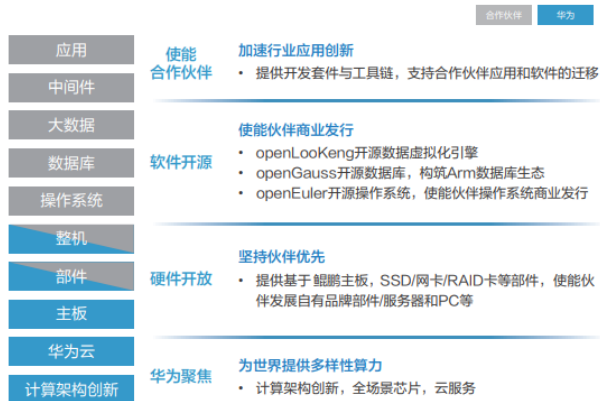 合作伙伴
华为
应用
中间件
大数据
数据库
操作系统
整机
部件
主板
华为云
计算架构创新
使能
合作伙伴
加速行业应用创新
• 提供开发套件与工具链，支持合作伙伴应用和软件的迁移
软件开源
使能伙伴商业发行
• openLooKeng开源数据虚拟化引擎
• openGauss开源数据库，构筑Arm数据库生态
• openEuler开源操作系统，使能伙伴操作系统商业发行
硬件开放
坚持伙伴优先
• 提供基于鲲鹏主板，SSD/网卡/RAID卡等部件，使能伙
伴发展自有品牌部件/服务器和PC等
华为聚焦
为世界提供多样性算力
• 计算架构创新，全场景芯片，云服务